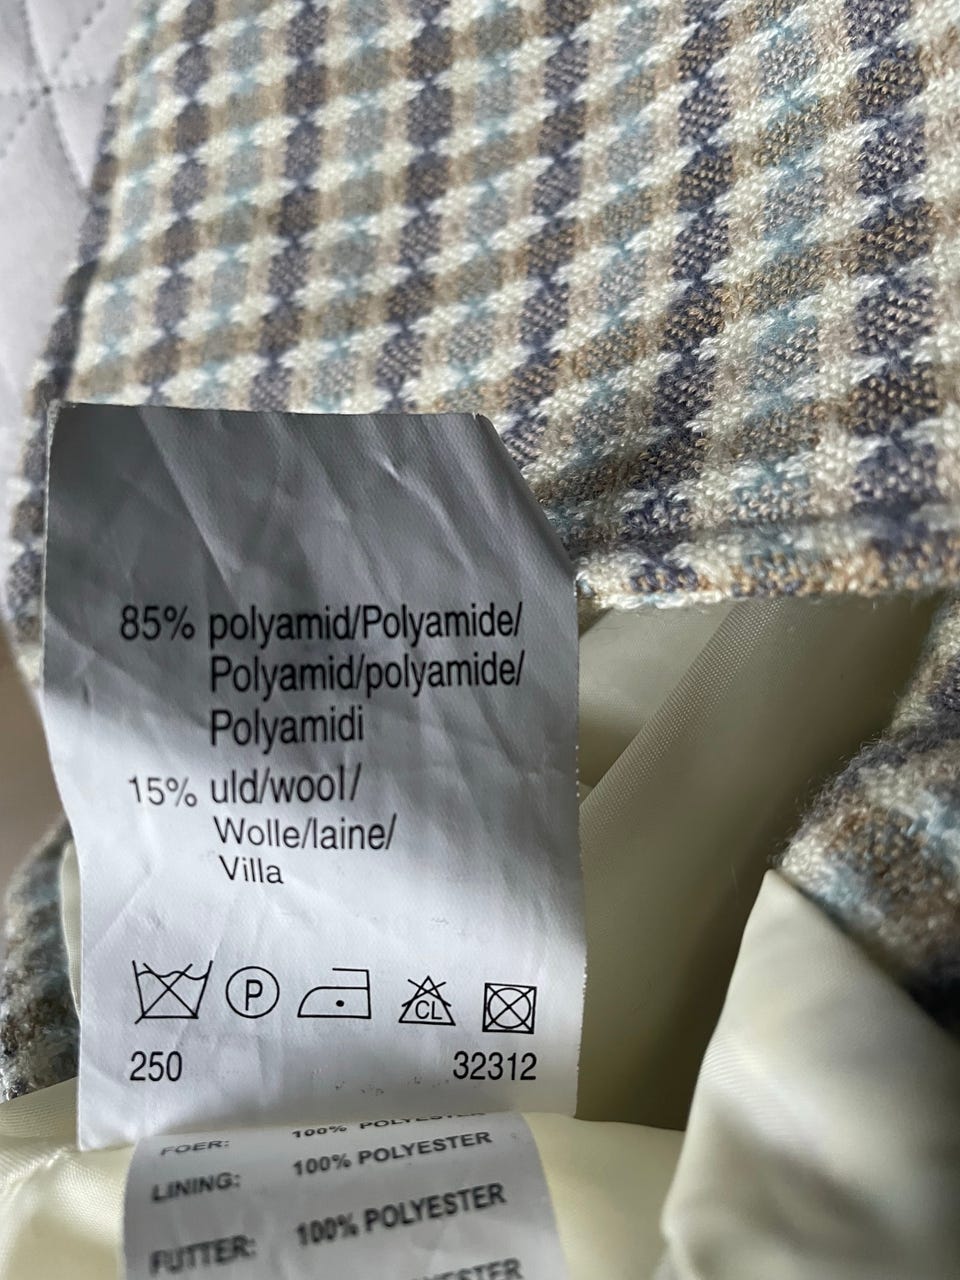 85% polyamid/Polyamide/
Polyamid/polyamide/
Polyamidi
15% uld/wool/
Wolle/laine/
Villa
P
CL
250 32312
FOER: 100% POLYESTER
LINING: 100% POLYESTER
FUTTER: 100% POLYESTER